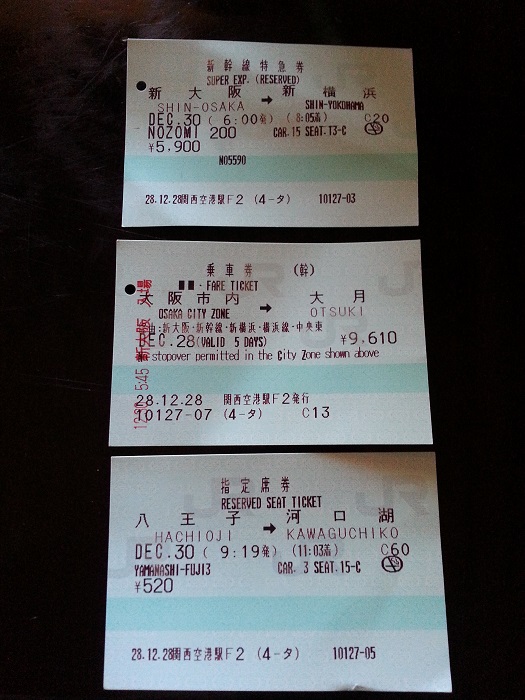 新幹線特急券
SUPER EXP. (RESERVED)
新大阪 → 新横浜
SHIN-OSAKA SHIN-YOKOHAMA
DEC.30 ( 6:00発) ( 8:05着) C20
NOZOMI 200 CAR.15 SEAT.13-C
¥5,900
N05590
28.12.28関西空港駅F2 (4-タ) 10127-03
乗車券 (幹)
・FARE TICKET
大阪市内 → 大月
OSAKA CITY ZONE OTSUKI
由:新大阪・新幹線・新横浜・横浜線・中央東
DEC.28(VALID 5 DAYS) ¥9,610
stopover permitted in the City Zone shown above
28.12.28 関西空港駅F2発行
10127-07 (4-タ) C13
5:45 新大阪
指定席券
RESERVED SEAT TICKET
八王子 → 河口湖
HACHIOJI KAWAGUCHIKO
DEC.30 ( 9:19発) (11:03着) C60
YAMANASHI-FUJI3 CAR. 3 SEAT.15-C
¥520
28.12.28関西空港駅F2 (4-タ) 10127-05